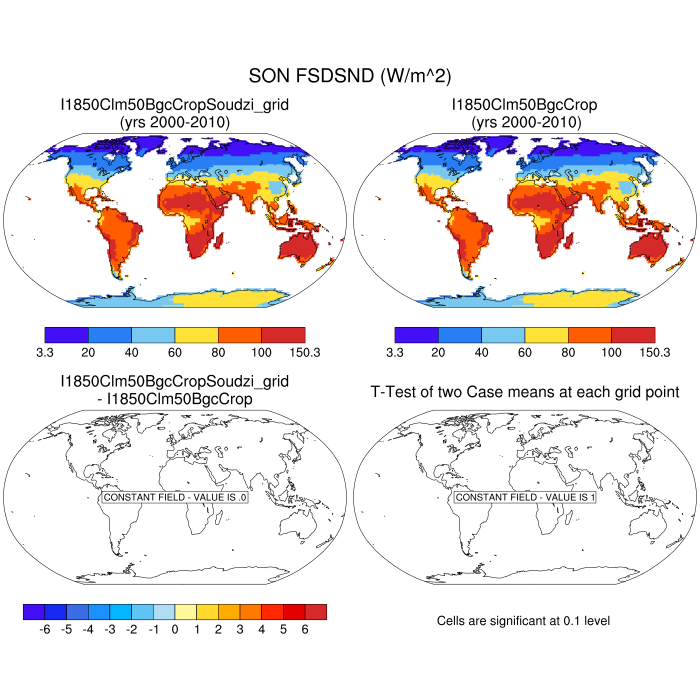 SON FSDSND (W/m^2)
I1850Clm50BgcCropSoudzi_grid
(yrs 2000-2010)
I1850Clm50BgcCrop
(yrs 2000-2010)
3.3 20 40 60 80 100 150.3
3.3 20 40 60 80 100 150.3
I1850Clm50BgcCropSoudzi_grid
- I1850Clm50BgcCrop
T-Test of two Case means at each grid point
CONSTANT FIELD - VALUE IS .0
CONSTANT FIELD - VALUE IS 1
-6 -5 -4 -3 -2 -1 0 1 2 3 4 5 6
Cells are significant at 0.1 level